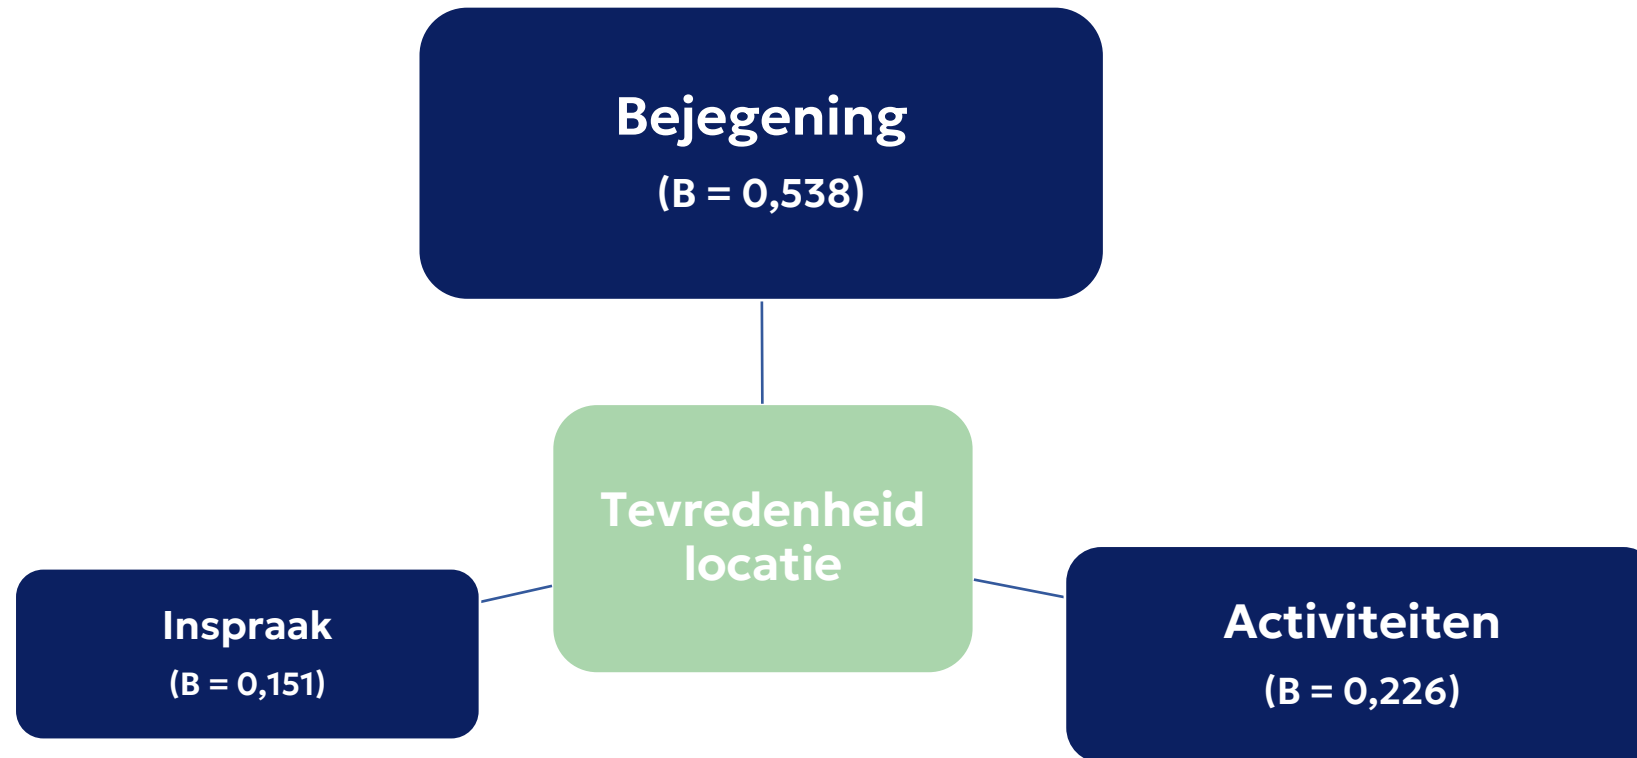 Bejegening
(B = 0,538)
Tevredenheid
locatie
Inspraak
(B = 0,151)
Activiteiten
(B = 0,226)